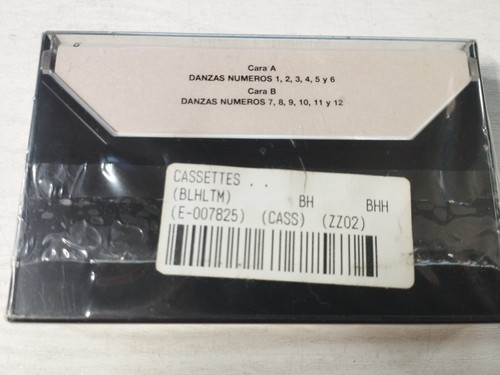 Cara A
DANZAS NUMEROS 1, 2, 3, 4, 5 y 6
Cara B
DANZAS NUMEROS 7, 8, 9, 10, 11 y 12
CASSETTES . .
(BLHLTM) BH BHH
(E-007825) (CASS) (ZZ02)